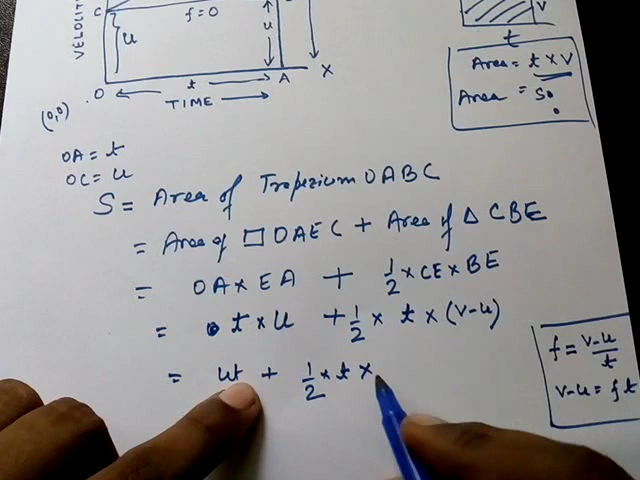 VELOCIT
C
u
f=0
u
V
t
t
A
X
O
TIME
(0,0)
Area = t × V
Area = S
OA = t
OC = u
S = Area of Trapezium OABC
= Area of □ OAEC + Area of Δ CBE
= OA × EA + 1/2 × CE × BE
= t × u + 1/2 × t × (v-u)
= ut + 1/2 × t ×
f = v-u/t
v-u = ft